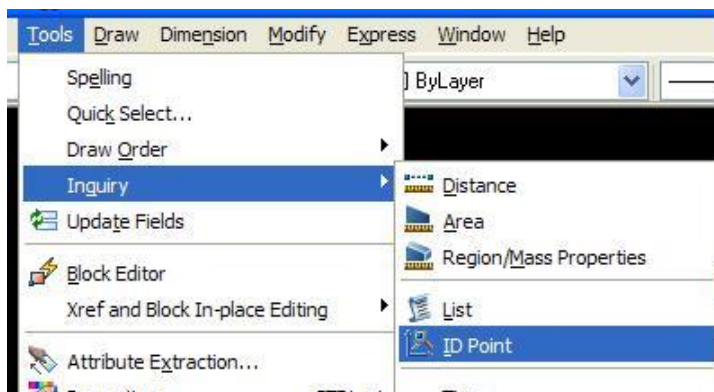 Tools Draw Dimension Modify Express Window Help
Spelling
ByLayer
Quick Select...
Draw Order
Inquiry
Distance
Update Fields
Area
Region/Mass Properties
Block Editor
Xref and Block In-place Editing
List
ID Point
Attribute Extraction...